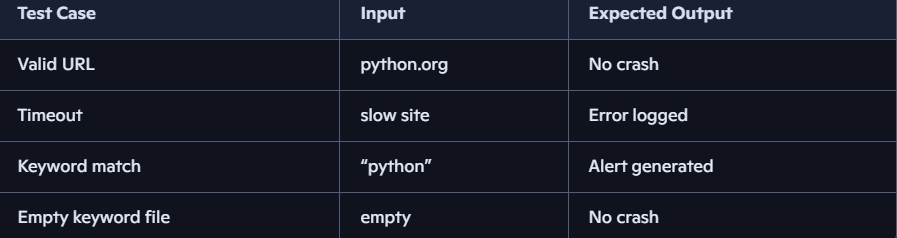 Test Case Input Expected Output
Valid URL python.org No crash
Timeout slow site Error logged
Keyword match “python” Alert generated
Empty keyword file empty No crash